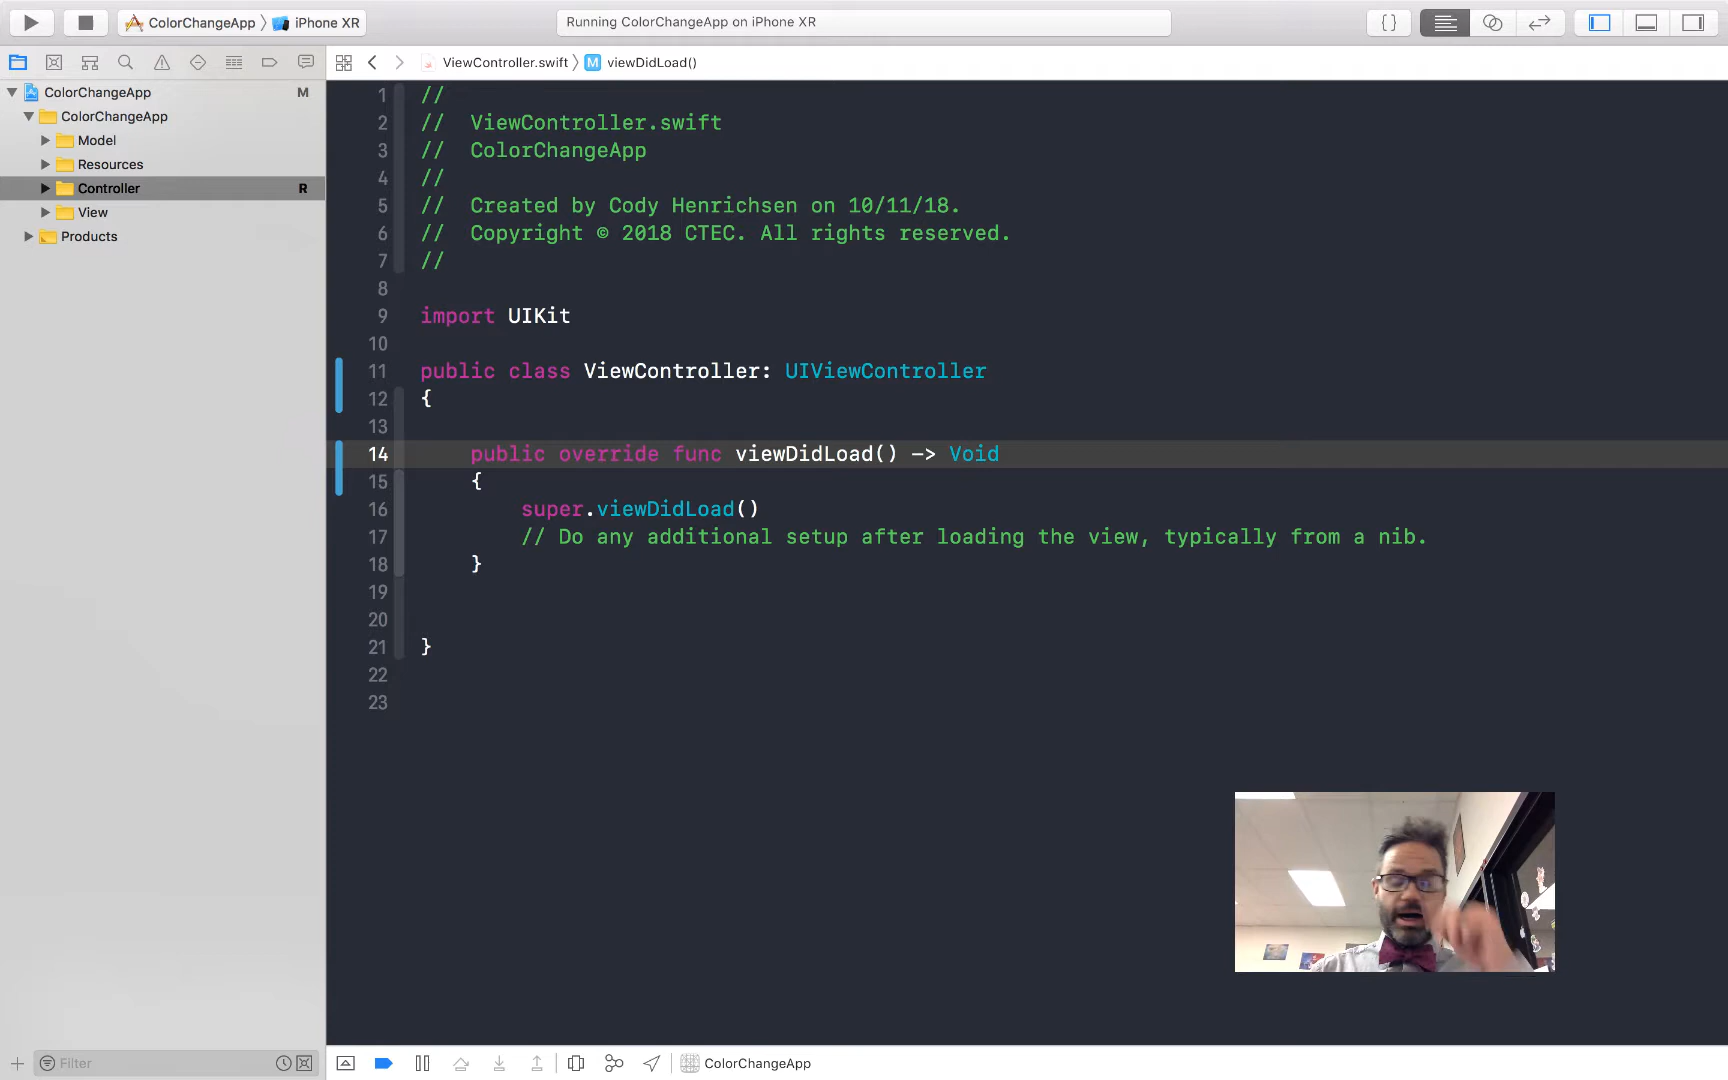 ColorChangeApp 〉 iPhone XR
Running ColorChangeApp on iPhone XR
{ }
ViewController.swift 〉 M viewDidLoad()
ColorChangeApp M
ColorChangeApp
Model
Resources
Controller R
View
Products
1 //
2 //  ViewController.swift
3 //  ColorChangeApp
4 //
5 //  Created by Cody Henrichsen on 10/11/18.
6 //  Copyright © 2018 CTEC. All rights reserved.
7 //
8
9 import UIKit
10
11 public class ViewController: UIViewController
12 {
13
14     public override func viewDidLoad() -> Void
15     {
16         super.viewDidLoad()
17         // Do any additional setup after loading the view, typically from a nib.
18     }
19
20
21 }
22
23
Filter
ColorChangeApp